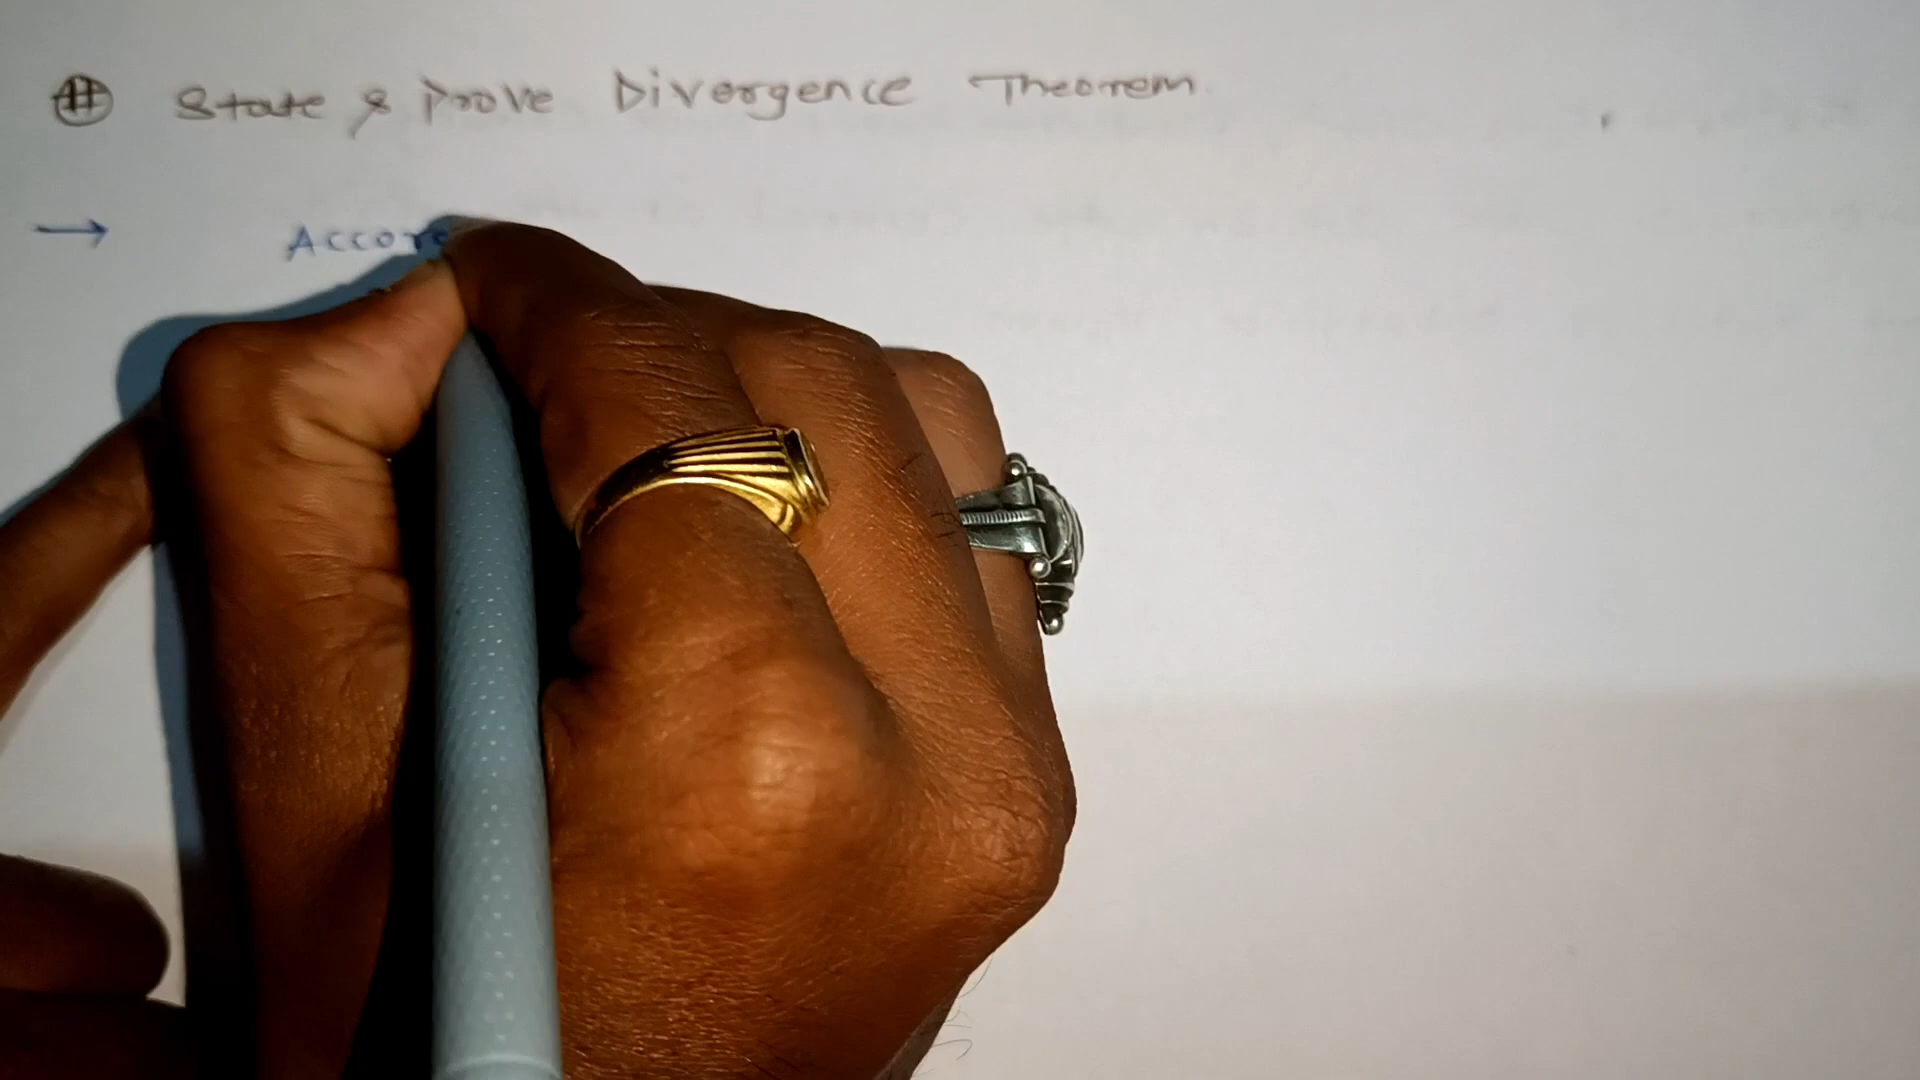 # State & Prove Divergence Theorem.
→ Accor